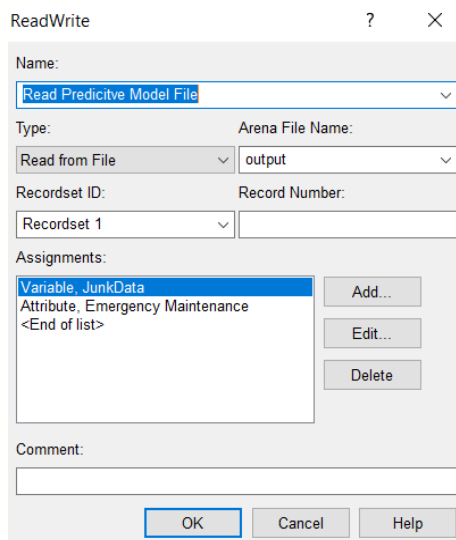 ReadWrite ? ×
Name:
Read Predicitve Model File
Type: Arena File Name:
Read from File output
Recordset ID: Record Number:
Recordset 1
Assignments:
Variable, JunkData
Attribute, Emergency Maintenance
<End of list>
Add...
Edit...
Delete
Comment:
OK Cancel Help